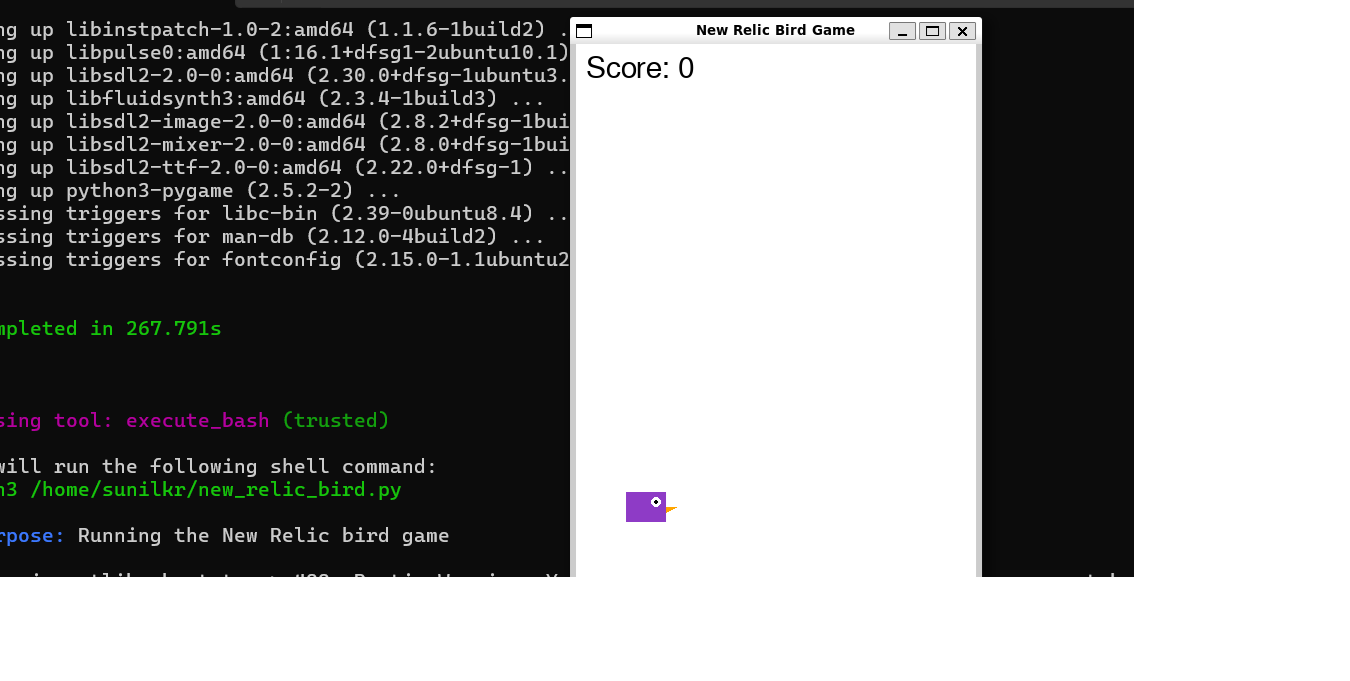 ng up libinstpatch-1.0-2:amd64 (1.1.6-1build2) .
ng up libpulse0:amd64 (1:16.1+dfsg1-2ubuntu10.1)
ng up libsdl2-2.0-0:amd64 (2.30.0+dfsg-1ubuntu3.
ng up libfluidsynth3:amd64 (2.3.4-1build3) ...
ng up libsdl2-image-2.0-0:amd64 (2.8.2+dfsg-1bui
ng up libsdl2-mixer-2.0-0:amd64 (2.8.0+dfsg-1bui
ng up libsdl2-ttf-2.0-0:amd64 (2.22.0+dfsg-1) ..
ng up python3-pygame (2.5.2-2) ...
ssing triggers for libc-bin (2.39-0ubuntu8.4) ..
ssing triggers for man-db (2.12.0-4build2) ...
ssing triggers for fontconfig (2.15.0-1.1ubuntu2
mpleted in 267.791s
sing tool: execute_bash (trusted)
will run the following shell command:
n3 /home/sunilkr/new_relic_bird.py
rpose: Running the New Relic bird game
New Relic Bird Game
Score: 0